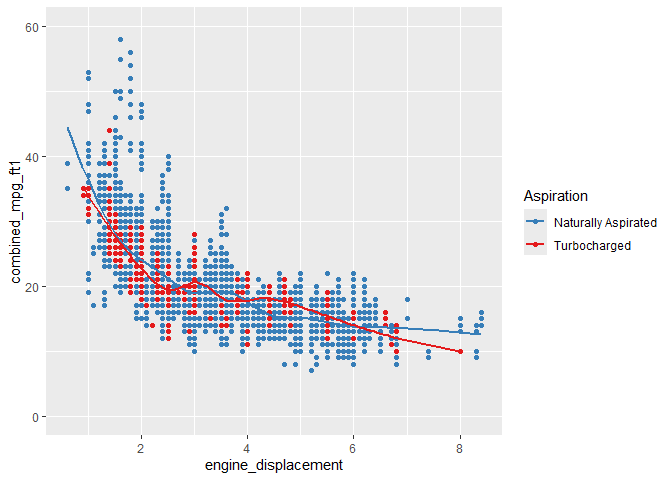 60
40
20
0
combined_mpg_ft1
2
4
6
8
engine_displacement
Aspiration
Naturally Aspirated
Turbocharged